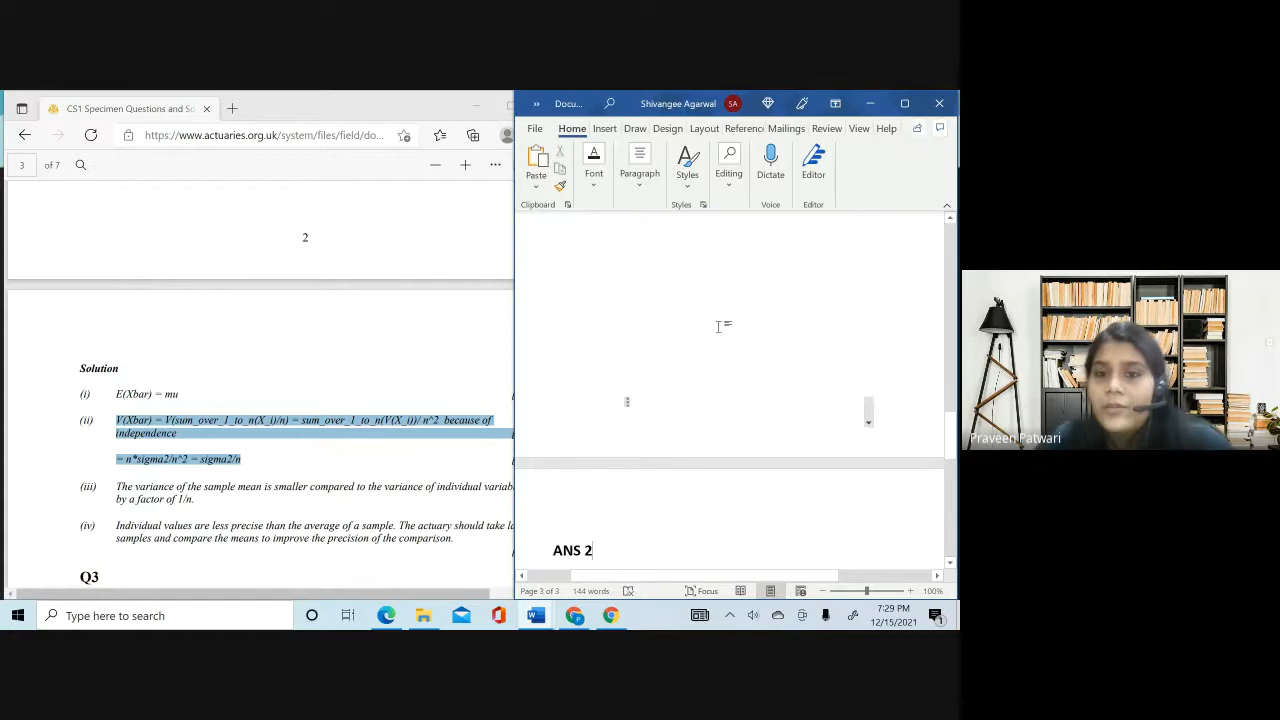 CS1 Specimen Questions and So
https://www.actuaries.org.uk/system/files/field/do...
3 of 7
2
Solution
(i) E(Xbar) = mu
(ii) V(Xbar) = V(sum_over_1_to_n(X_i)/n) = sum_over_1_to_n(V(X_i))/ n^2 because of
independence
= n*sigma2/n^2 = sigma2/n
(iii) The variance of the sample mean is smaller compared to the variance of individual variab
by a factor of 1/n.
(iv) Individual values are less precise than the average of a sample. The actuary should take la
samples and compare the means to improve the precision of the comparison.
Q3
Docu... Shivangee Agarwal SA
File Home Insert Draw Design Layout Referenc Mailings Review View Help
Paste Font Paragraph Styles Editing Dictate Editor
Clipboard Styles Voice Editor
ANS 2
Page 3 of 3 144 words Focus 100%
Type here to search
7:29 PM
12/15/2021
1
Praveen Patwari